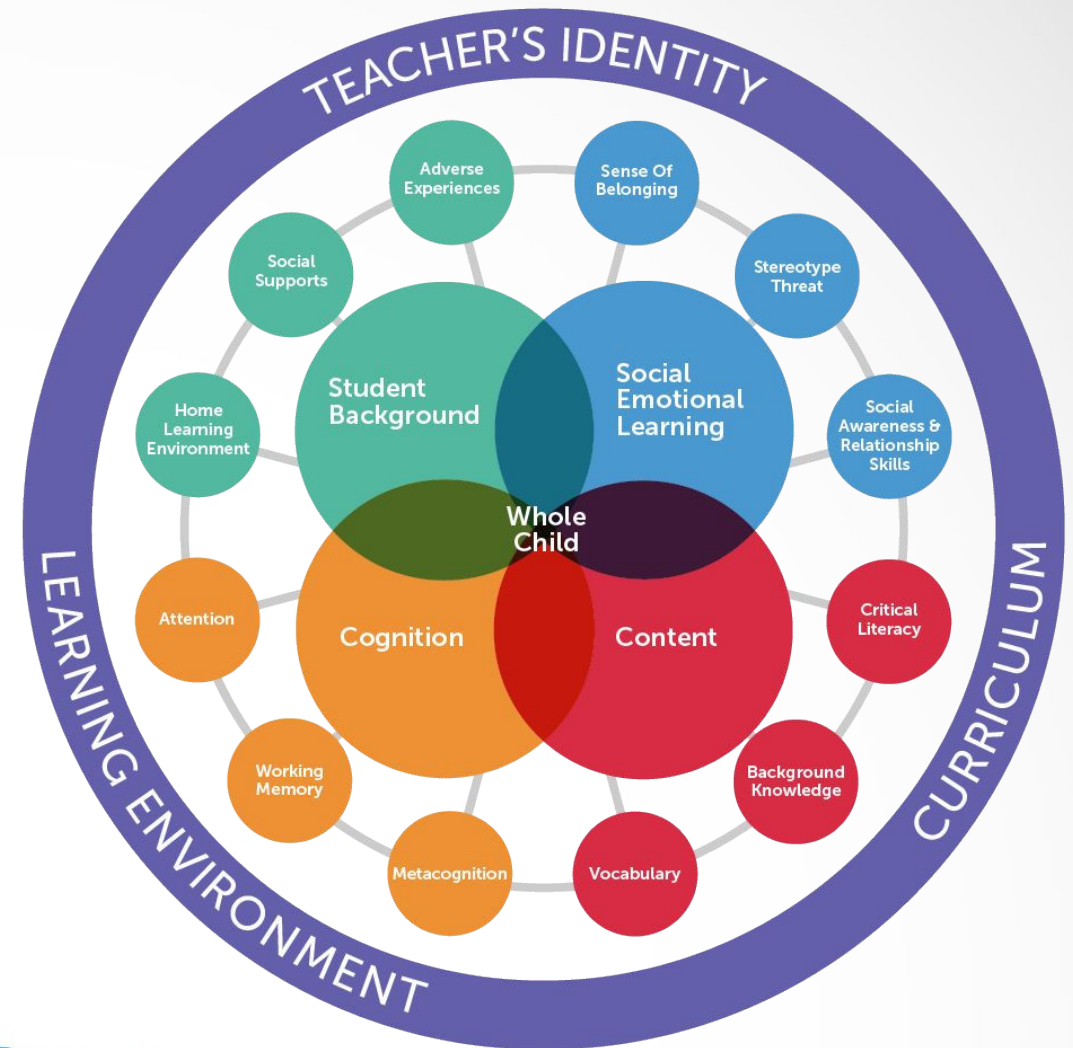 TEACHER'S IDENTITY
Adverse
Experiences
Sense Of
Belonging
Social
Supports
Stereotype
Threat
Home
Learning
Environment
Student
Background
Social
Emotional
Learning
Social
Awareness &
Relationship
Skills
Whole
Child
Attention
Cognition
Content
Critical
Literacy
Working
Memory
Background
Knowledge
Metacognition
Vocabulary
LEARNING ENVIRONMENT
CURRICULUM